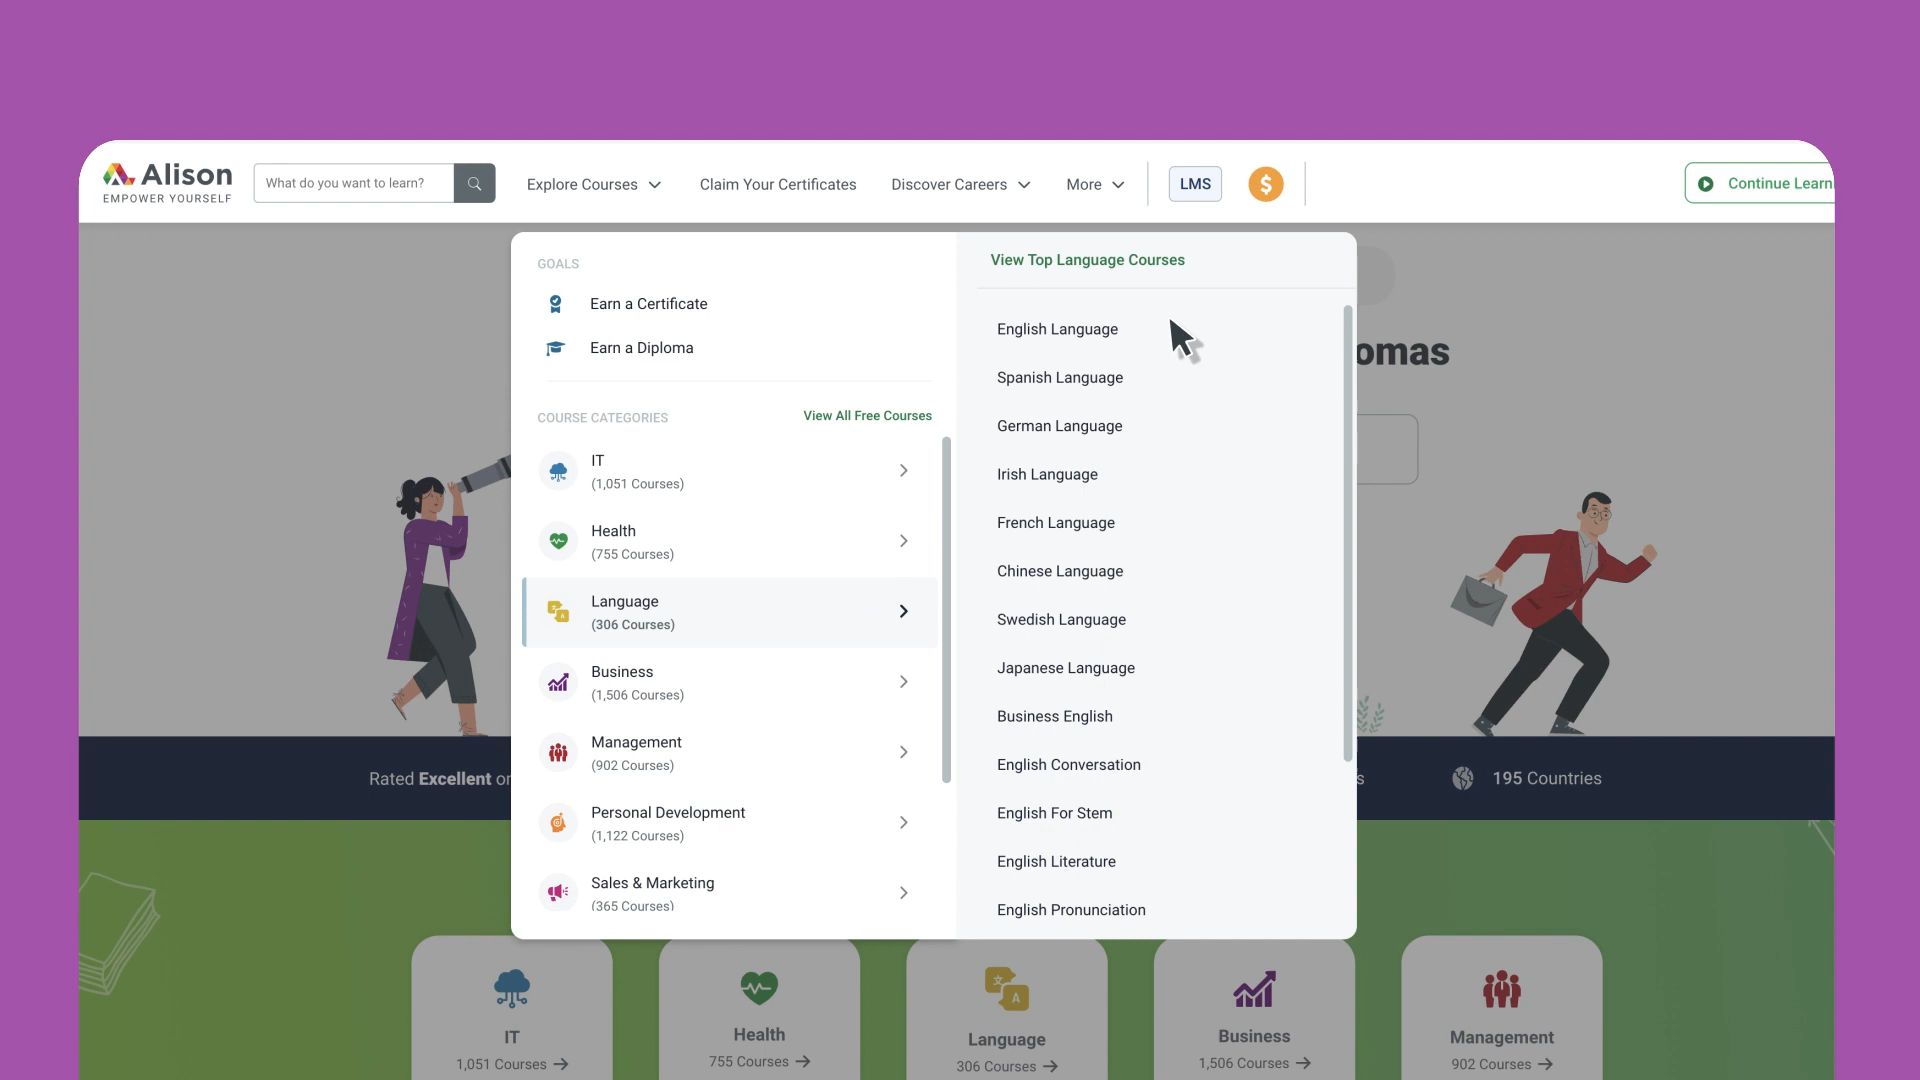 Alison
EMPOWER YOURSELF
What do you want to learn?
Explore Courses
Claim Your Certificates
Discover Careers
More
LMS
$
Continue Learn
GOALS
Earn a Certificate
Earn a Diploma
COURSE CATEGORIES
View All Free Courses
IT
(1,051 Courses)
Health
(755 Courses)
Language
(306 Courses)
Business
(1,506 Courses)
Management
(902 Courses)
Personal Development
(1,122 Courses)
Sales & Marketing
(365 Courses)
View Top Language Courses
English Language
Spanish Language
German Language
Irish Language
French Language
Chinese Language
Swedish Language
Japanese Language
Business English
English Conversation
English For Stem
English Literature
English Pronunciation
omas
Rated Excellent or
s
195 Countries
IT
1,051 Courses
Health
755 Courses
A
Language
306 Courses
Business
1,506 Courses
Management
902 Courses